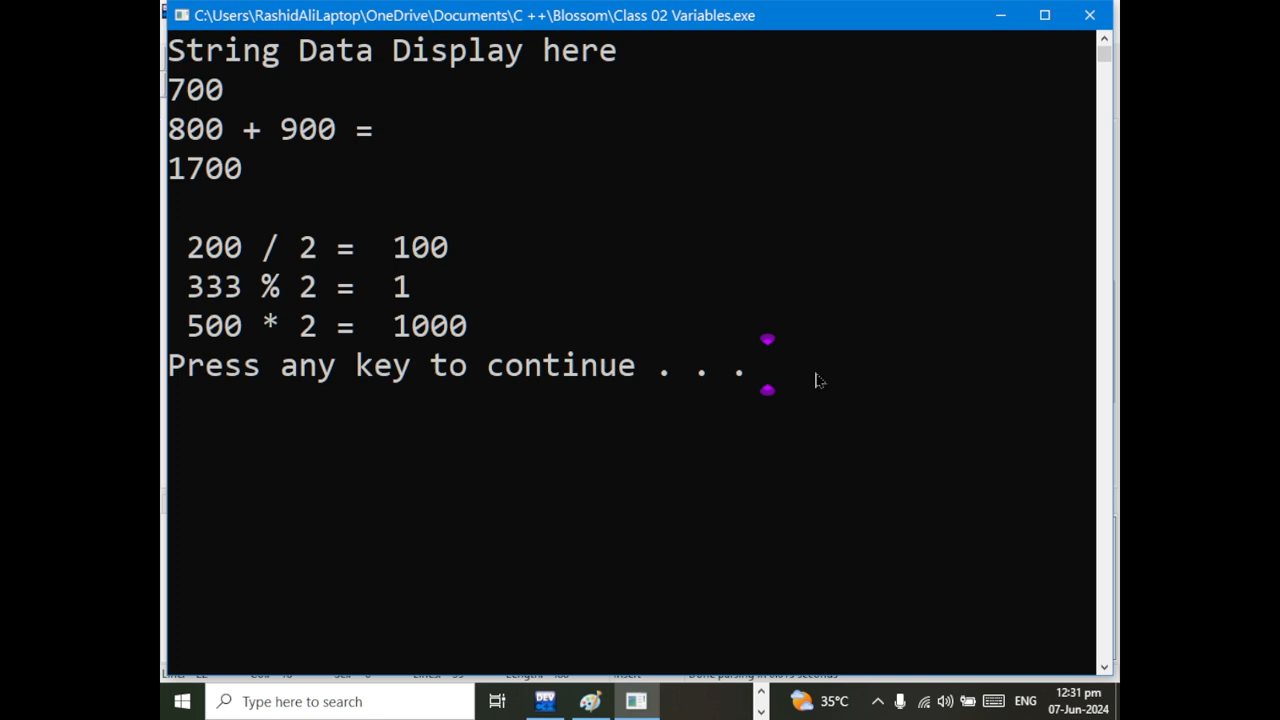 C:\Users\RashidAliLaptop\OneDrive\Documents\C ++\Blossom\Class 02 Variables.exe
String Data Display here
700
800 + 900 =
1700
200 / 2 =  100
333 % 2 =  1
500 * 2 =  1000
Press any key to continue . . .
Type here to search
DEV
35°C
ENG
12:31 pm
07-Jun-2024